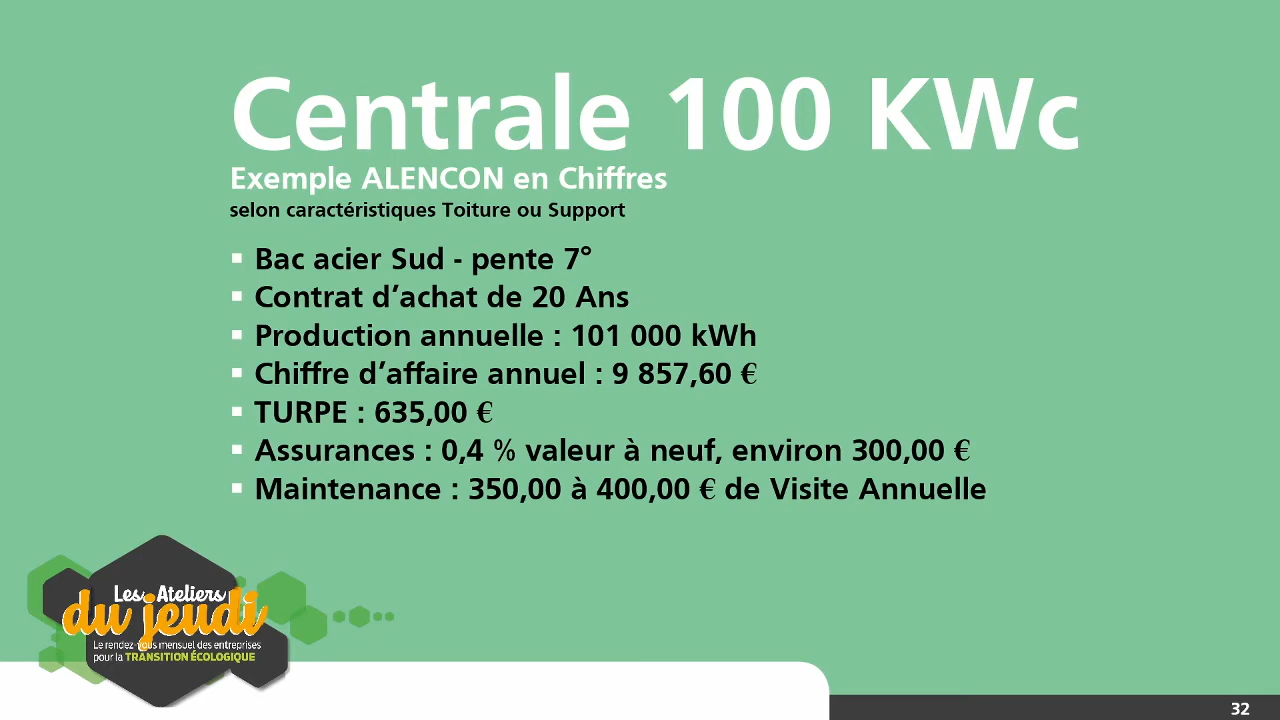 Centrale 100 KWc
Exemple ALENCON en Chiffres
selon caractéristiques Toiture ou Support
Bac acier Sud - pente 7°
Contrat d’achat de 20 Ans
Production annuelle : 101 000 kWh
Chiffre d’affaire annuel : 9 857,60 €
TURPE : 635,00 €
Assurances : 0,4 % valeur à neuf, environ 300,00 €
Maintenance : 350,00 à 400,00 € de Visite Annuelle
Les Ateliers
du jeudi
Le rendez-vous mensuel des entreprises
pour la TRANSITION ÉCOLOGIQUE
32